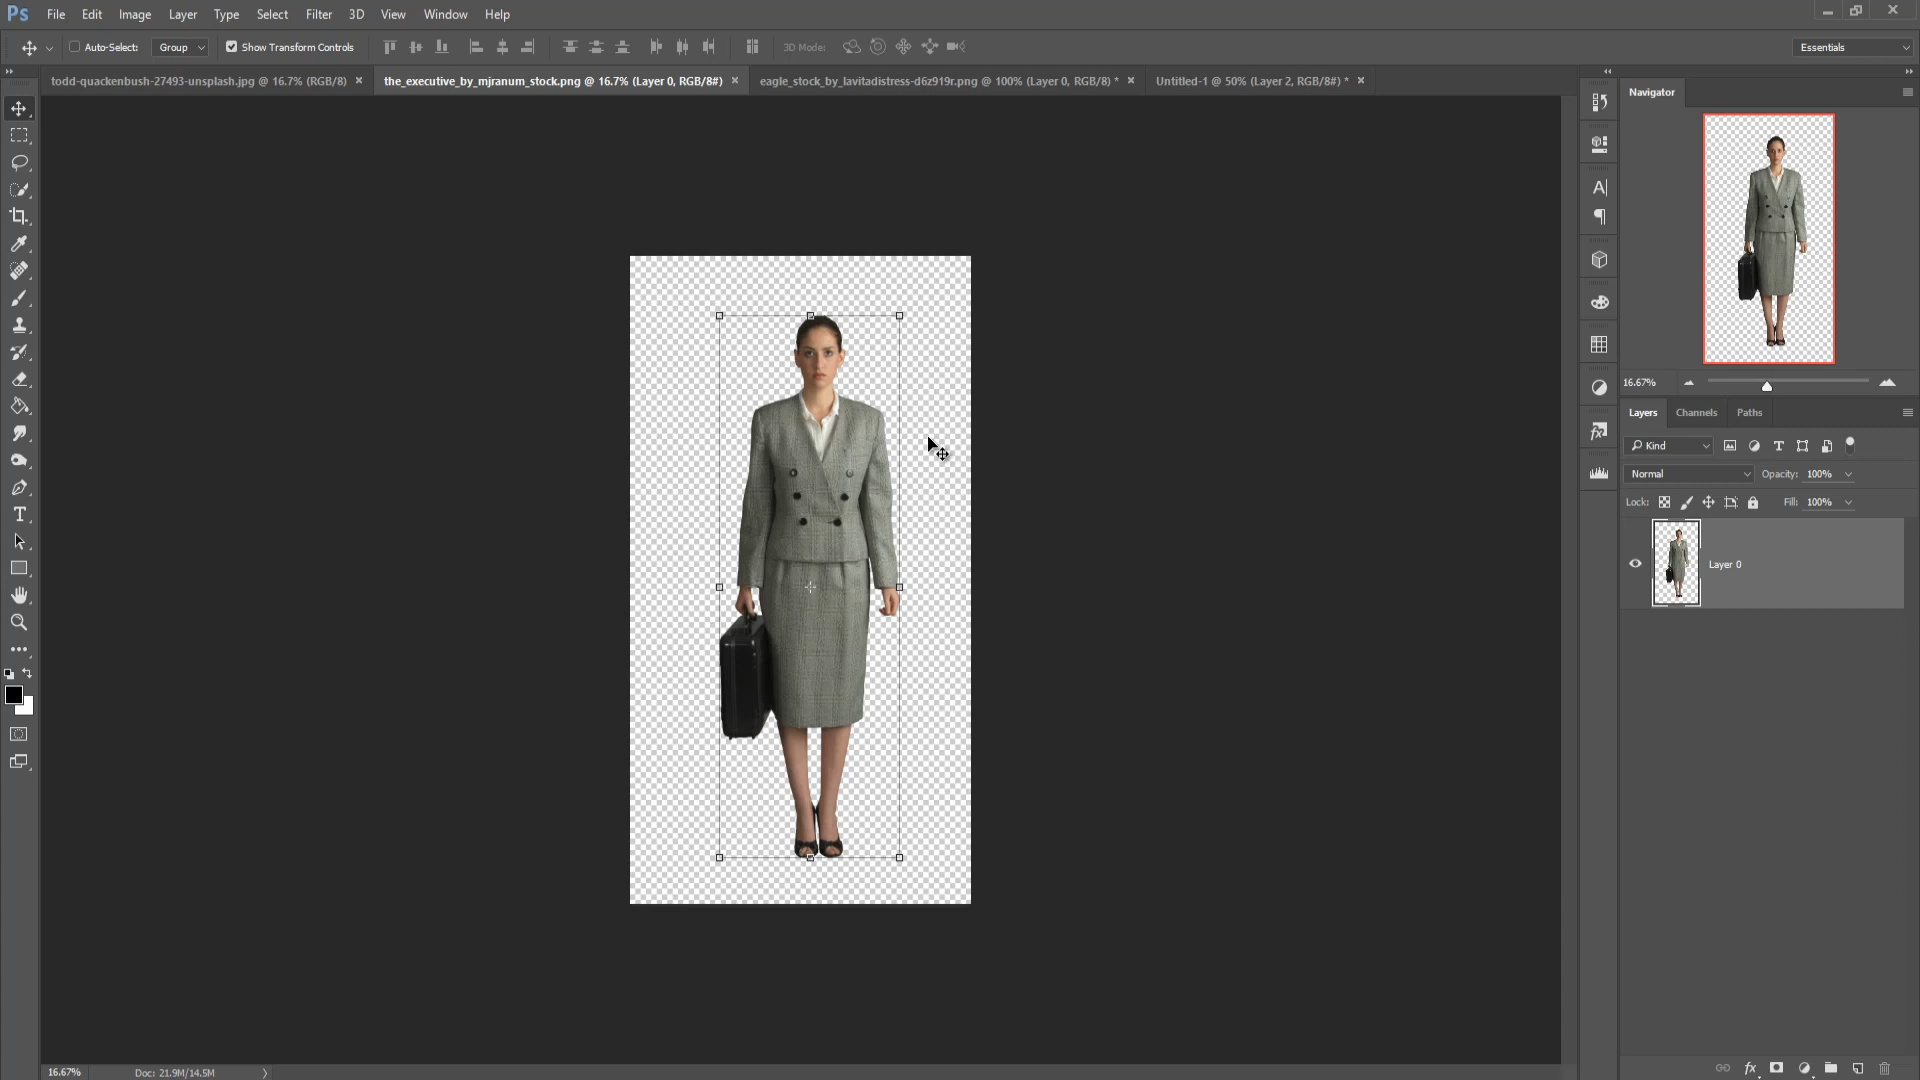 Ps File Edit Image Layer Type Select Filter 3D View Window Help
Auto-Select: Group Show Transform Controls 3D Mode: Essentials
todd-quackenbush-27493-unsplash.jpg @ 16.7% (RGB/8) × the_executive_by_mjranum_stock.png @ 16.7% (Layer 0, RGB/8#) × eagle_stock_by_lavitadistress-d6z919r.png @ 100% (Layer 0, RGB/8) * × Untitled-1 @ 50% (Layer 2, RGB/8#) * ×
Navigator
16.67%
Layers Channels Paths
Kind
Normal Opacity: 100%
Lock: Fill: 100%
Layer 0
16.67% Doc: 21.9M/14.5M